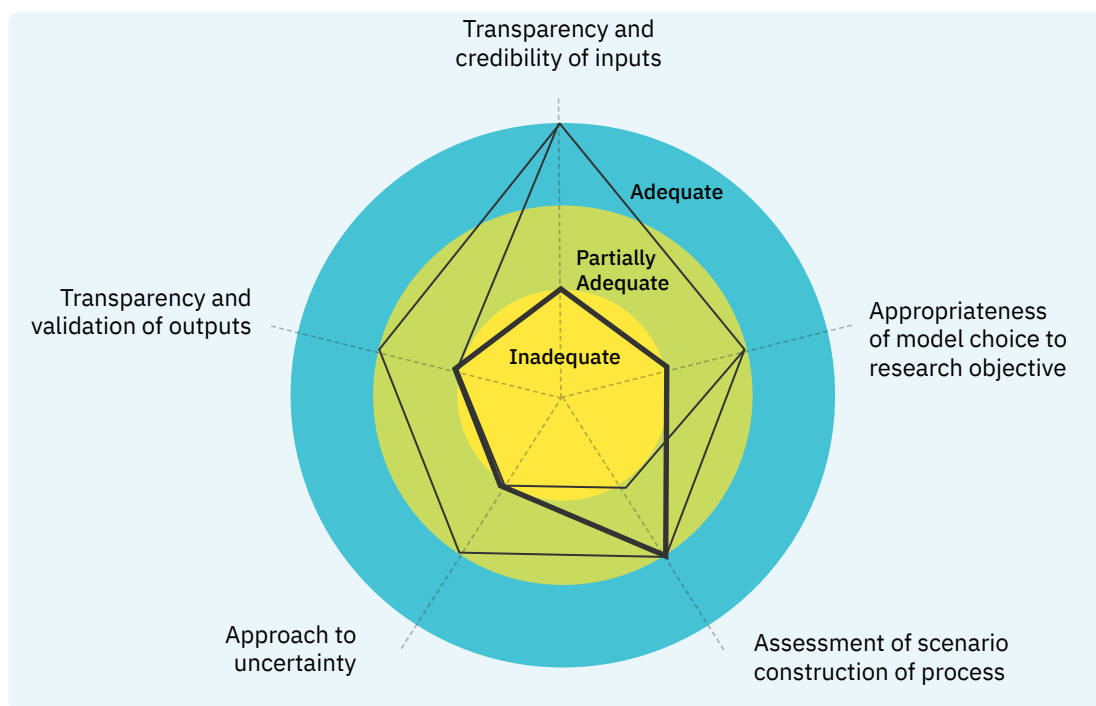 Transparency and
credibility of inputs
Adequate
Partially
Adequate
Inadequate
Transparency and
validation of outputs
Appropriateness
of model choice to
research objective
Approach to
uncertainty
Assessment of scenario
construction of process